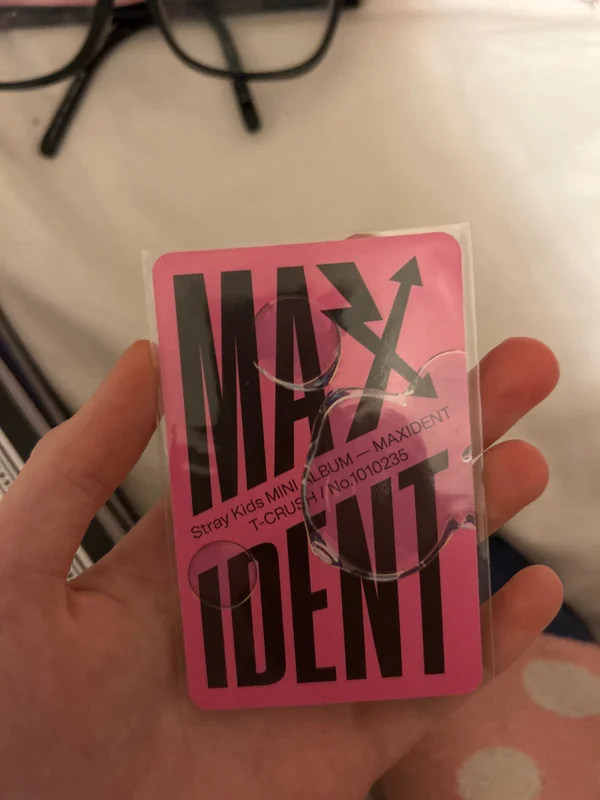 MAX
Stray Kids MINI ALBUM — MAXIDENT
T-CRUSH / No.1010235
IDENT